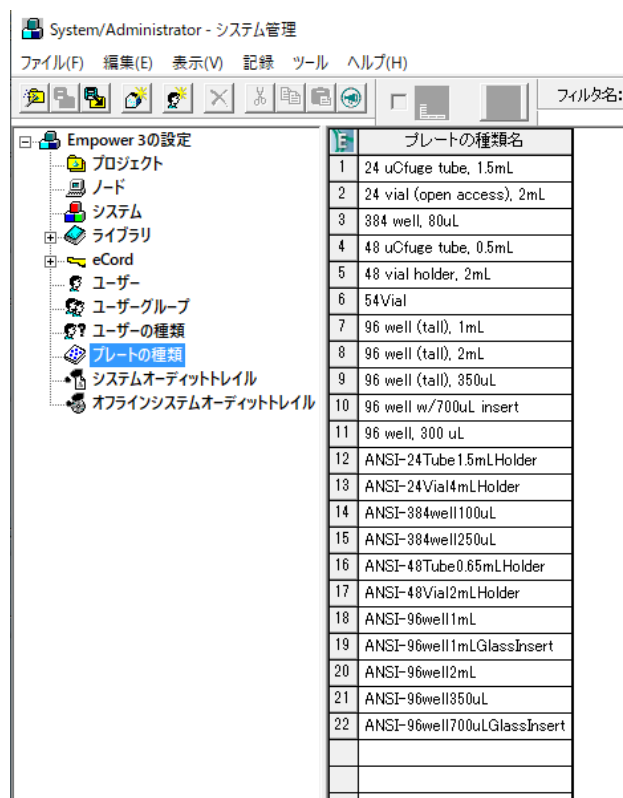 System/Administrator - システム管理
ファイル(F) 編集(E) 表示(V) 記録 ツール ヘルプ(H)
フィルタ名:
Empower 3の設定
プロジェクト
ノード
システム
ライブラリ
eCord
ユーザー
ユーザーグループ
ユーザーの種類
プレートの種類
システムオーディットトレイル
オフラインシステムオーディットトレイル
プレートの種類名
1 24 uCfuge tube, 1.5mL
2 24 vial (open access), 2mL
3 384 well, 80uL
4 48 uCfuge tube, 0.5mL
5 48 vial holder, 2mL
6 54Vial
7 96 well (tall), 1mL
8 96 well (tall), 2mL
9 96 well (tall), 350uL
10 96 well w/700uL insert
11 96 well, 300 uL
12 ANSI-24Tube1.5mLHolder
13 ANSI-24Vial4mLHolder
14 ANSI-384well100uL
15 ANSI-384well250uL
16 ANSI-48Tube0.65mLHolder
17 ANSI-48Vial2mLHolder
18 ANSI-96well1mL
19 ANSI-96well1mLGlassInsert
20 ANSI-96well2mL
21 ANSI-96well350uL
22 ANSI-96well700uLGlassInsert